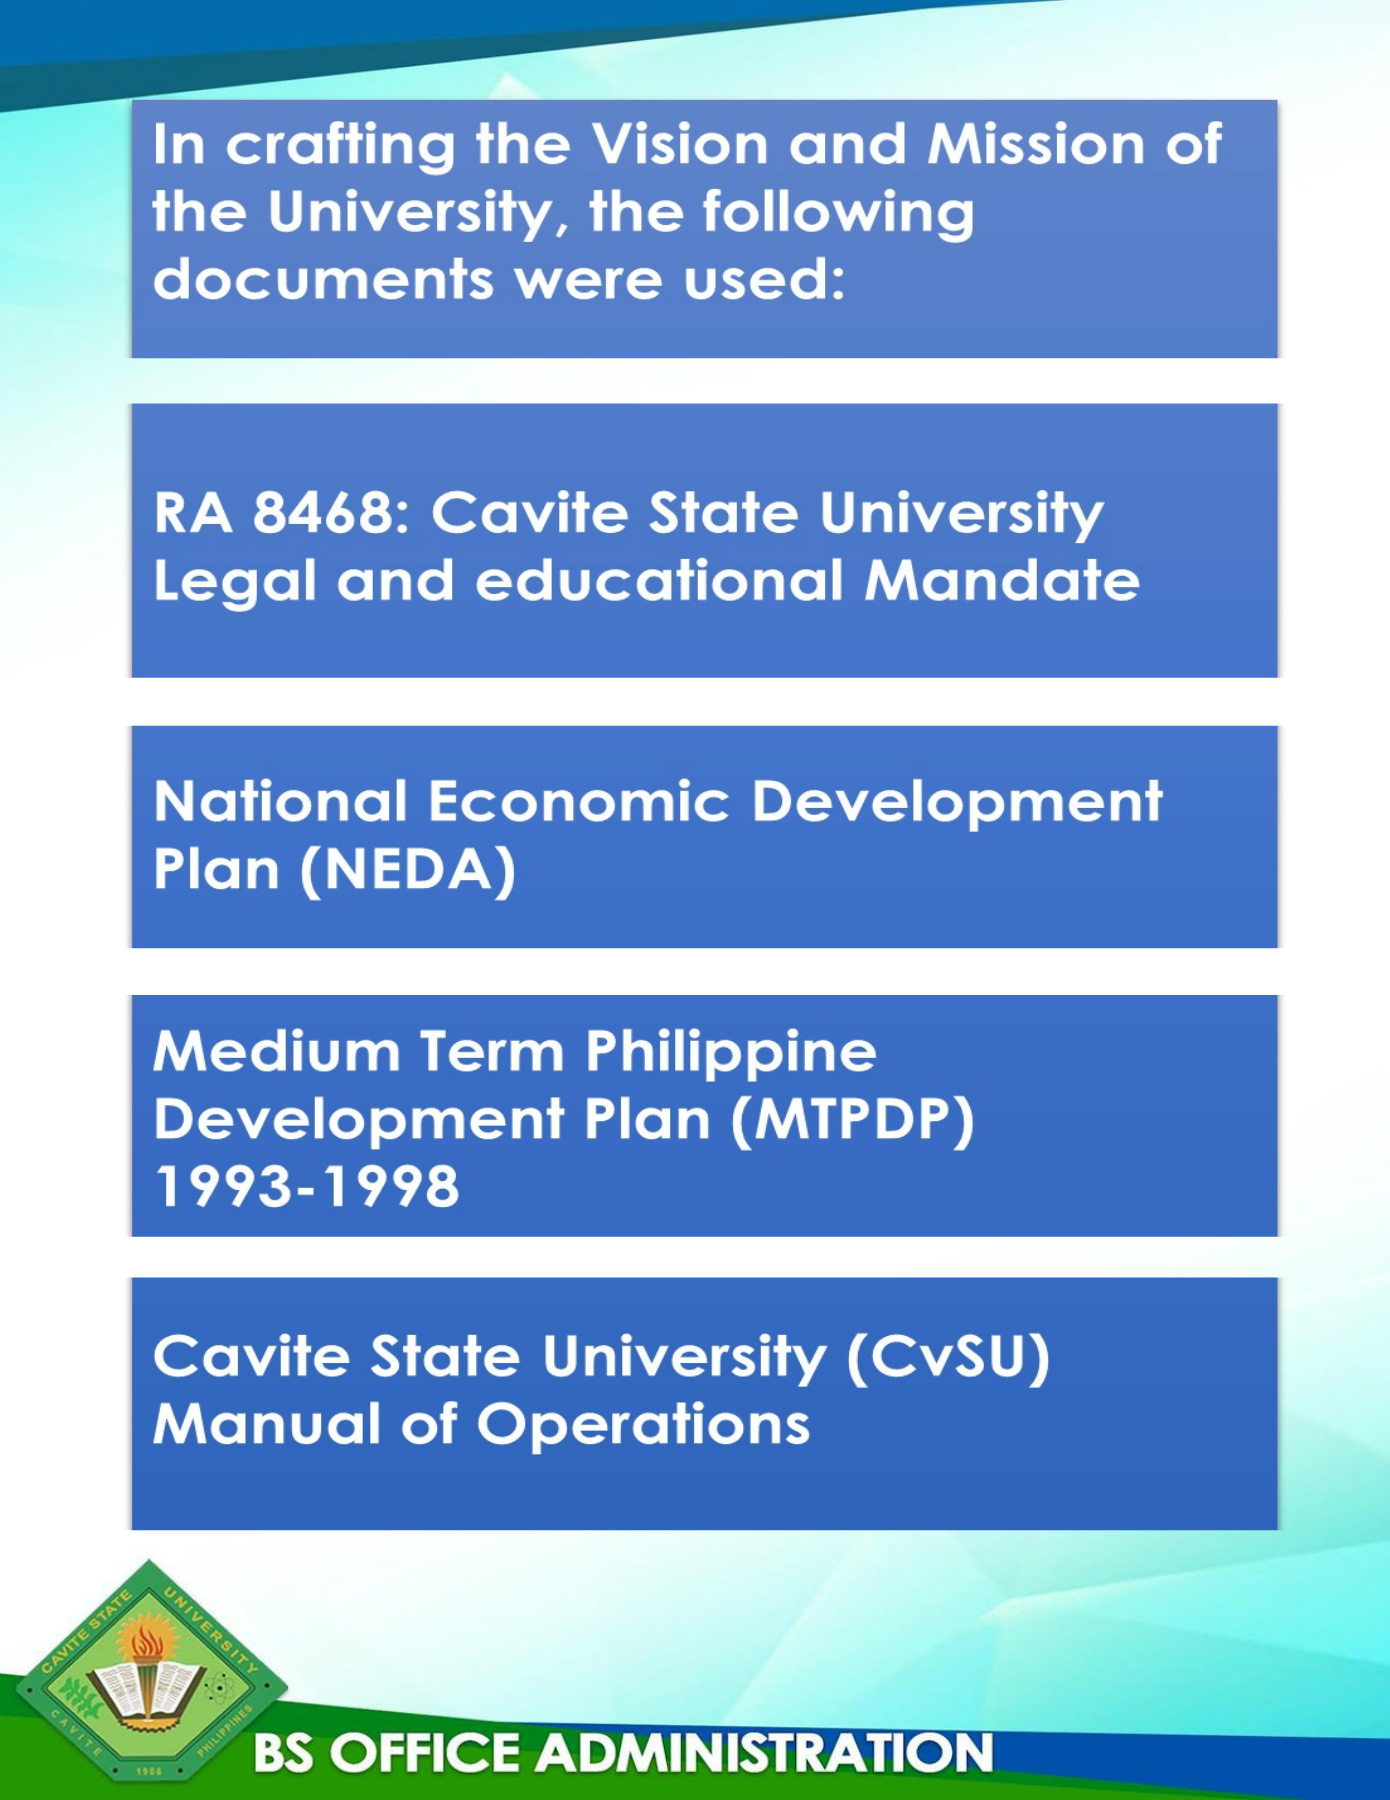 In crafting the Vision and Mission of
the University, the following
documents were used:
RA 8468: Cavite State University
Legal and educational Mandate
National Economic Development
Plan (NEDA)
Medium Term Philippine
Development Plan (MTPDP)
1993-1998
Cavite State University (CvSU)
Manual of Operations
CAVITE STATE UNIVERSITY
CAVITE PHILIPPINES
1906
BS OFFICE ADMINISTRATION